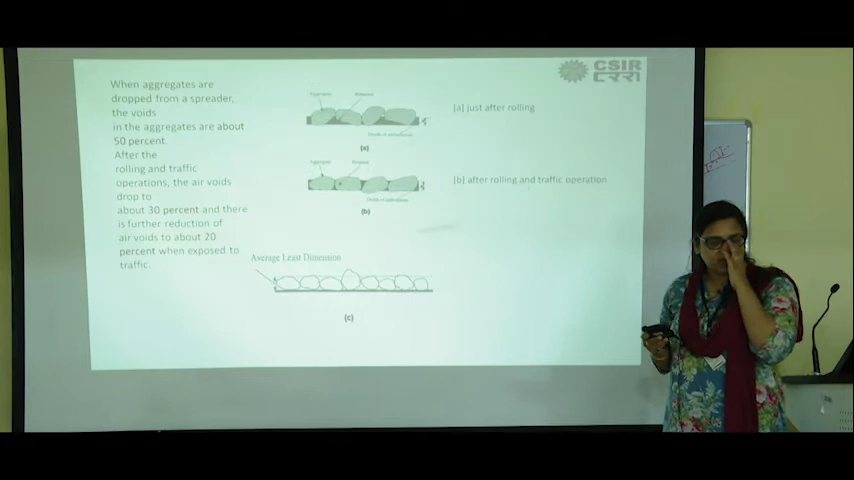 CSIR
When aggregates are
dropped from a spreader,
the voids
in the aggregates are about
50 percent.
After the
rolling and traffic
operations, the air voids
drop to
about 30 percent and there
is further reduction of
air voids to about 20
percent when exposed to
traffic.
Aggregate
(a)
[a] just after rolling
Aggregate
(b)
[b] after rolling and traffic operation
Average Least Dimension
(c)